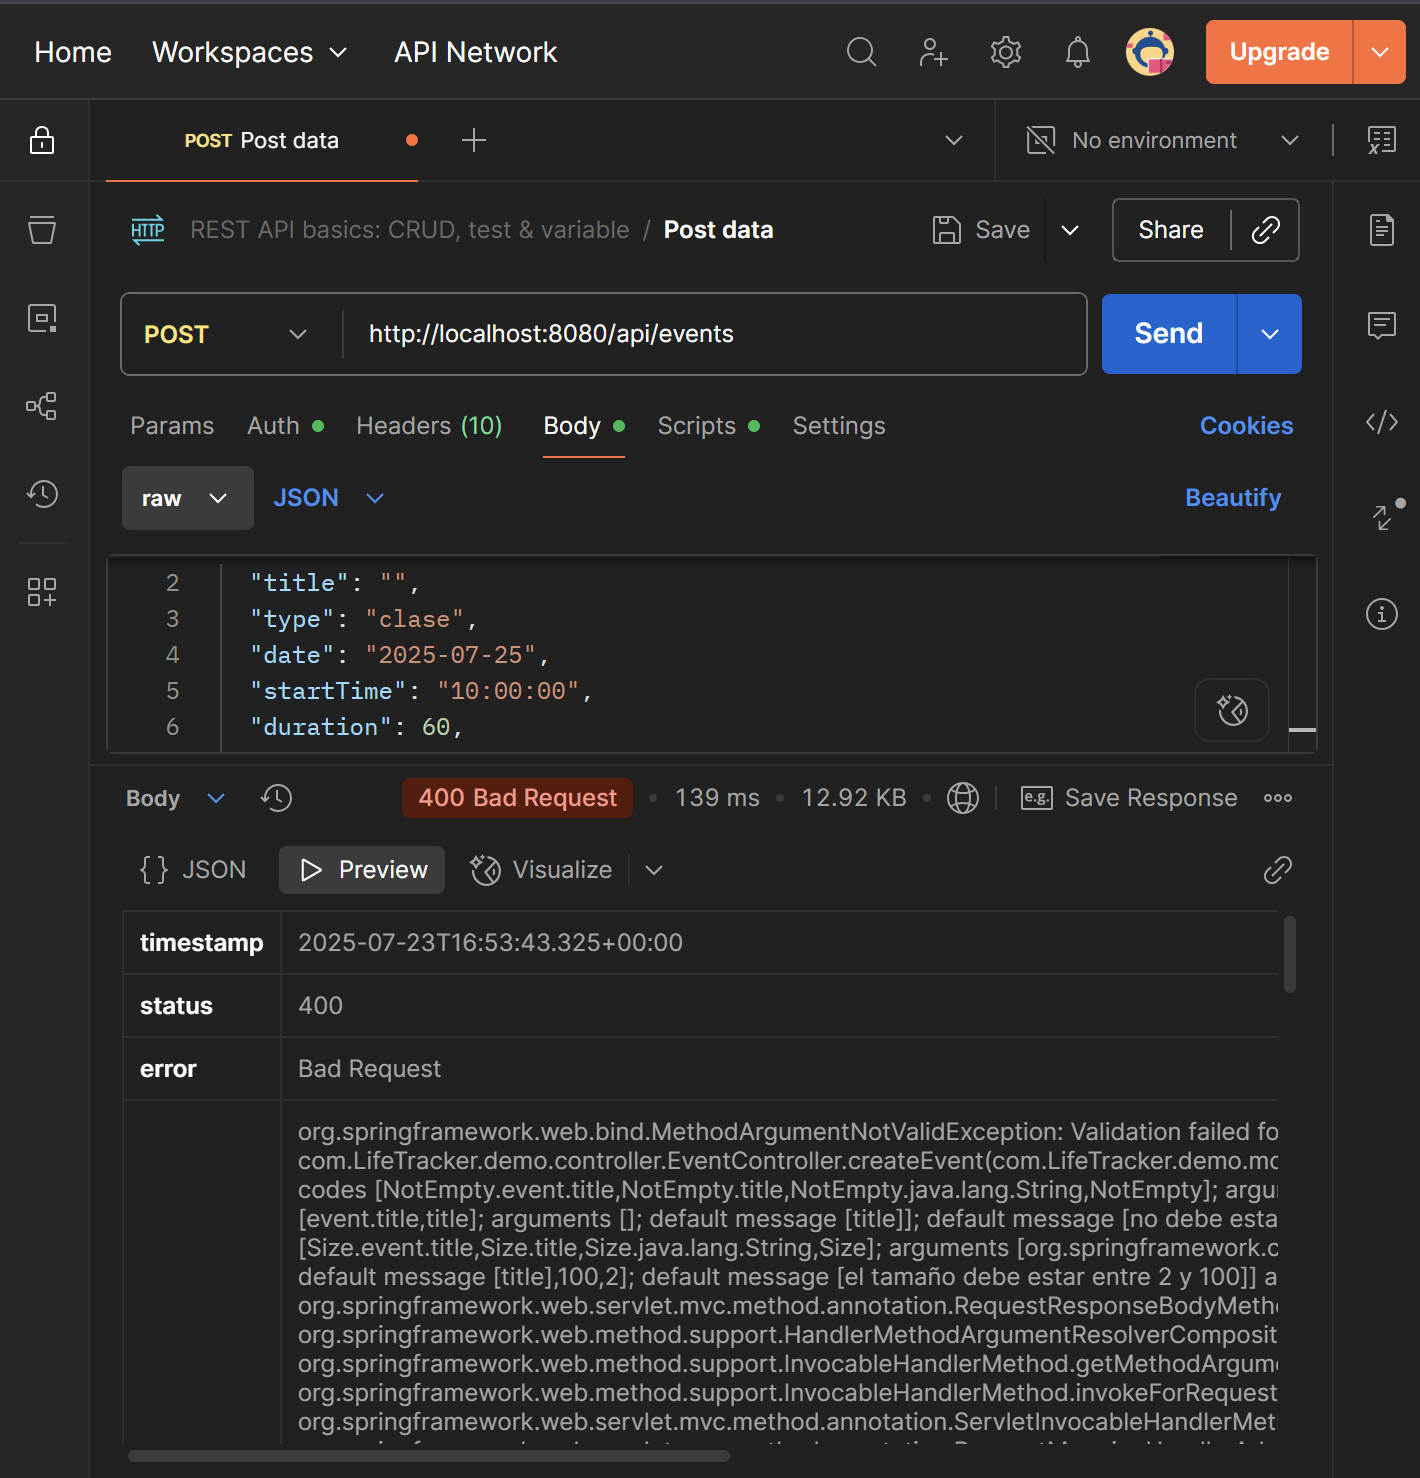 Home Workspaces API Network Upgrade
POST Post data No environment
HTTP REST API basics: CRUD, test & variable / Post data Save Share
POST http://localhost:8080/api/events Send
Params Auth Headers (10) Body Scripts Settings Cookies
raw JSON Beautify
2 "title": "",
3 "type": "clase",
4 "date": "2025-07-25",
5 "startTime": "10:00:00",
6 "duration": 60,
Body 400 Bad Request • 139 ms • 12.92 KB • e.g. Save Response
{} JSON Preview Visualize
timestamp 2025-07-23T16:53:43.325+00:00
status 400
error Bad Request
org.springframework.web.bind.MethodArgumentNotValidException: Validation failed fo
com.LifeTracker.demo.controller.EventController.createEvent(com.LifeTracker.demo.mo
codes [NotEmpty.event.title,NotEmpty.title,NotEmpty.java.lang.String,NotEmpty]; argu
[event.title,title]; arguments []; default message [title]]; default message [no debe esta
[Size.event.title,Size.title,Size.java.lang.String,Size]; arguments [org.springframework.c
default message [title],100,2]; default message [el tamaño debe estar entre 2 y 100]] a
org.springframework.web.servlet.mvc.method.annotation.RequestResponseBodyMetho
org.springframework.web.method.support.HandlerMethodArgumentResolverComposit
org.springframework.web.method.support.InvocableHandlerMethod.getMethodArgume
org.springframework.web.method.support.InvocableHandlerMethod.invokeForRequest
org.springframework.web.servlet.mvc.method.annotation.ServletInvocableHandlerMet